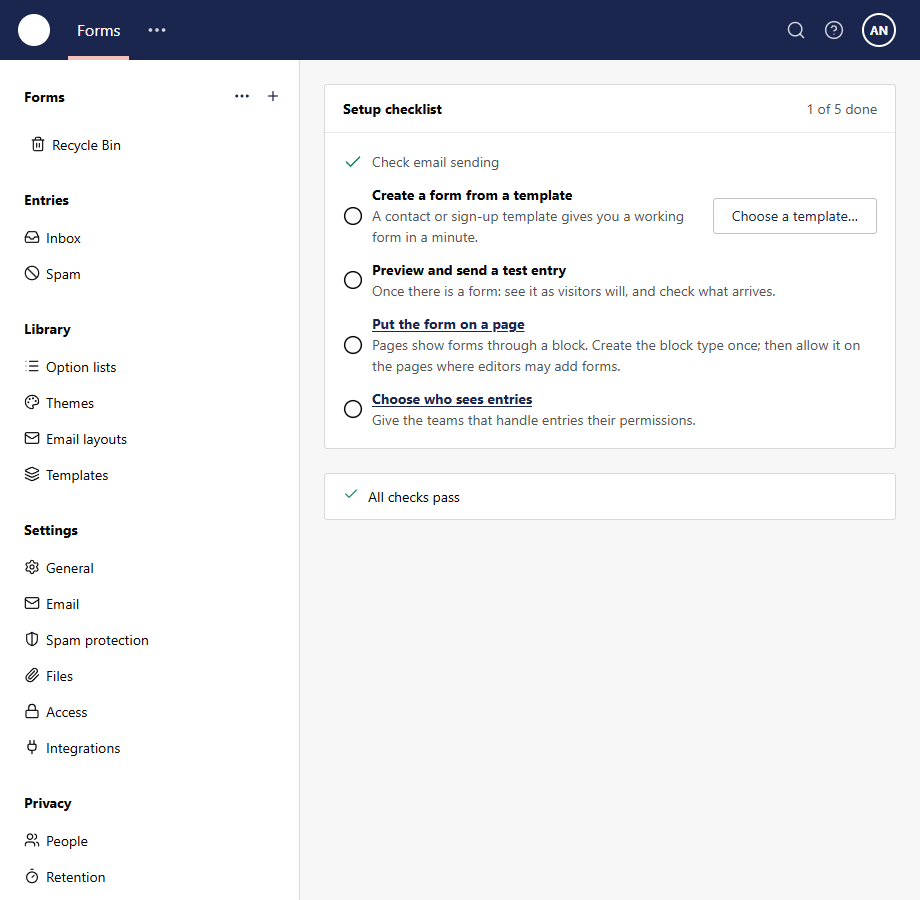 Forms
AN
Forms
Recycle Bin
Entries
Inbox
Spam
Library
Option lists
Themes
Email layouts
Templates
Settings
General
Email
Spam protection
Files
Access
Integrations
Privacy
People
Retention
Setup checklist
1 of 5 done
Check email sending
Create a form from a template
A contact or sign-up template gives you a working
form in a minute.
Choose a template...
Preview and send a test entry
Once there is a form: see it as visitors will, and check what arrives.
Put the form on a page
Pages show forms through a block. Create the block type once; then allow it on
the pages where editors may add forms.
Choose who sees entries
Give the teams that handle entries their permissions.
All checks pass